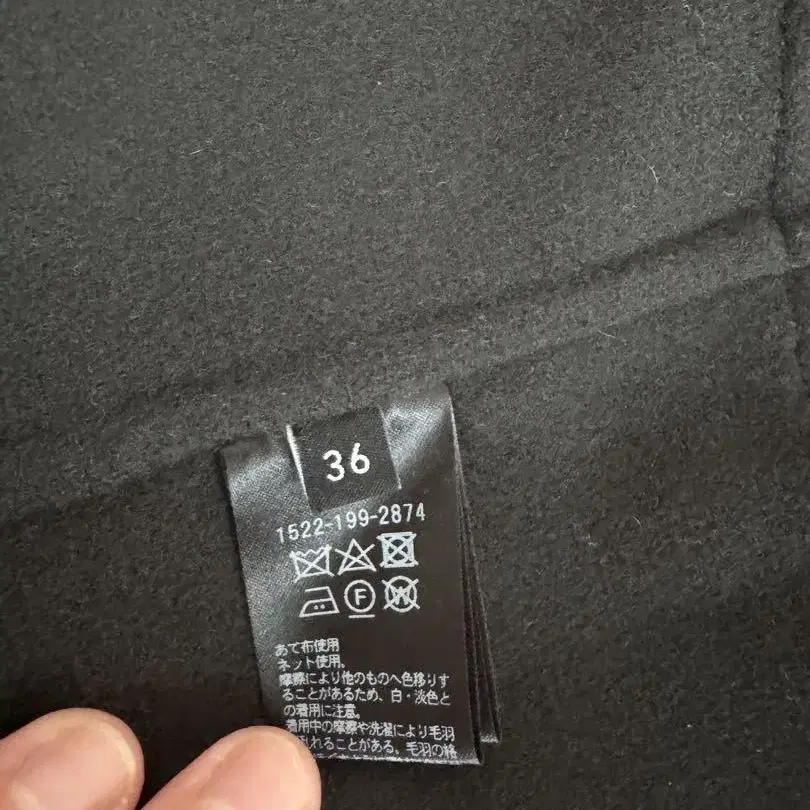 36
1522-199-2874
F
W
あて布使用
ネット使用。
摩擦により他のものへ色移りす
ることがあるため、白・淡色と
の着用に注意。
着用中の摩擦や洗濯により毛羽
れることがある。毛羽の格